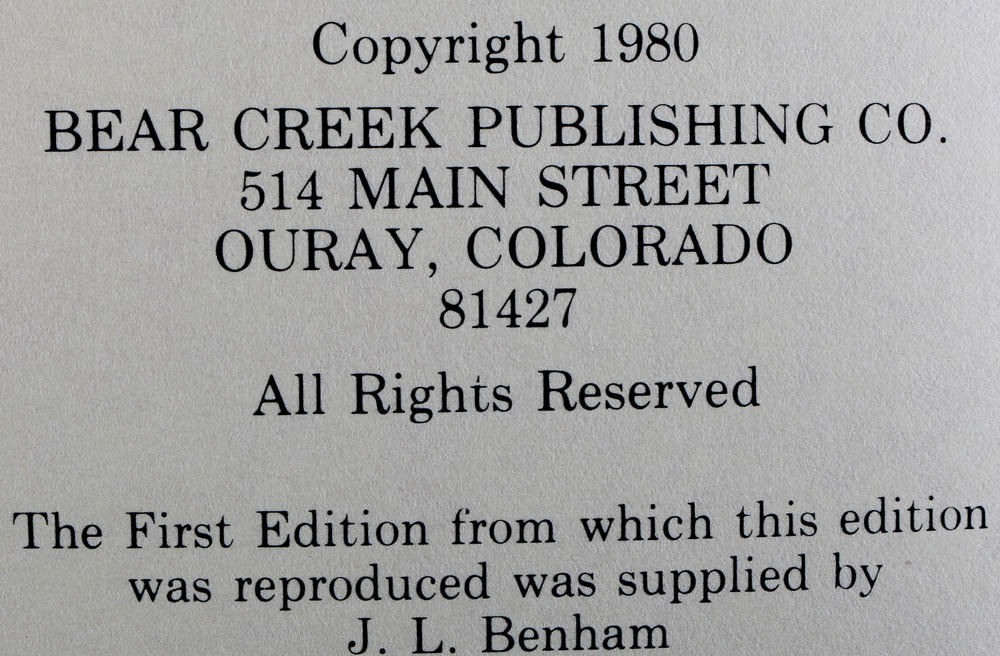 Copyright 1980
BEAR CREEK PUBLISHING CO.
514 MAIN STREET
OURAY, COLORADO
81427
All Rights Reserved
The First Edition from which this edition
was reproduced was supplied by
J. L. Benham